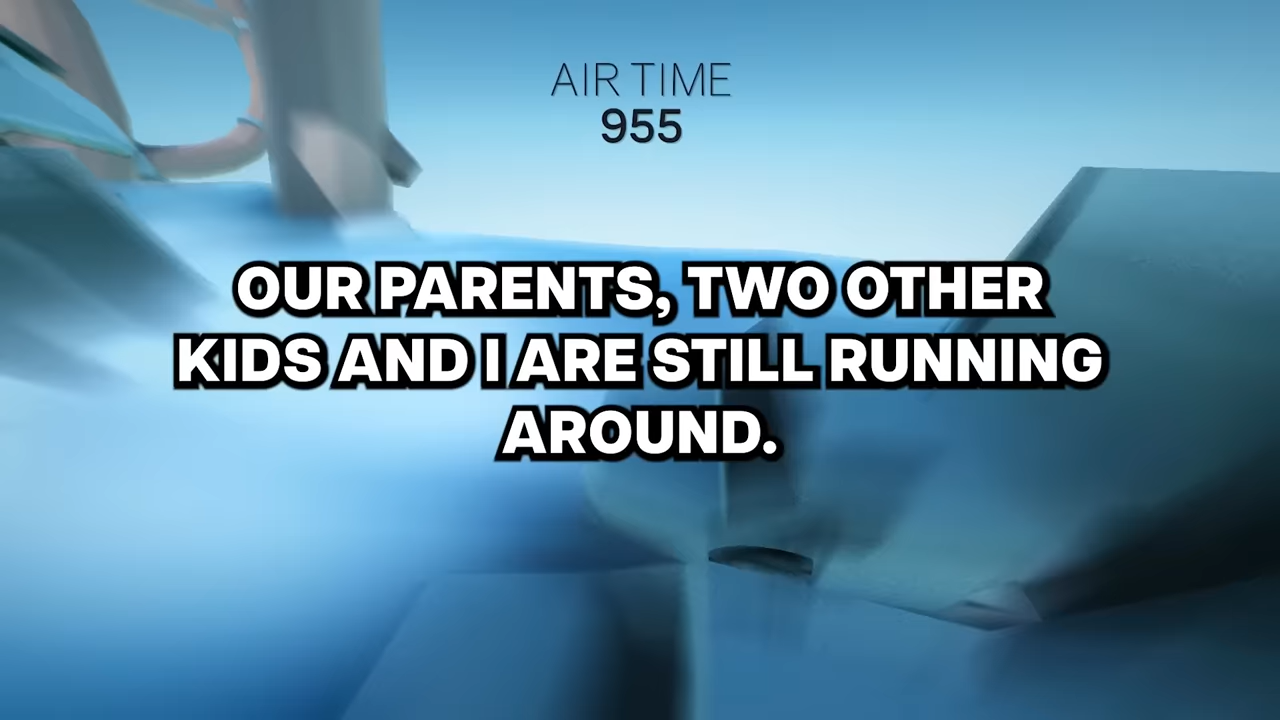 AIR TIME
955
OUR PARENTS, TWO OTHER
KIDS AND I ARE STILL RUNNING
AROUND.